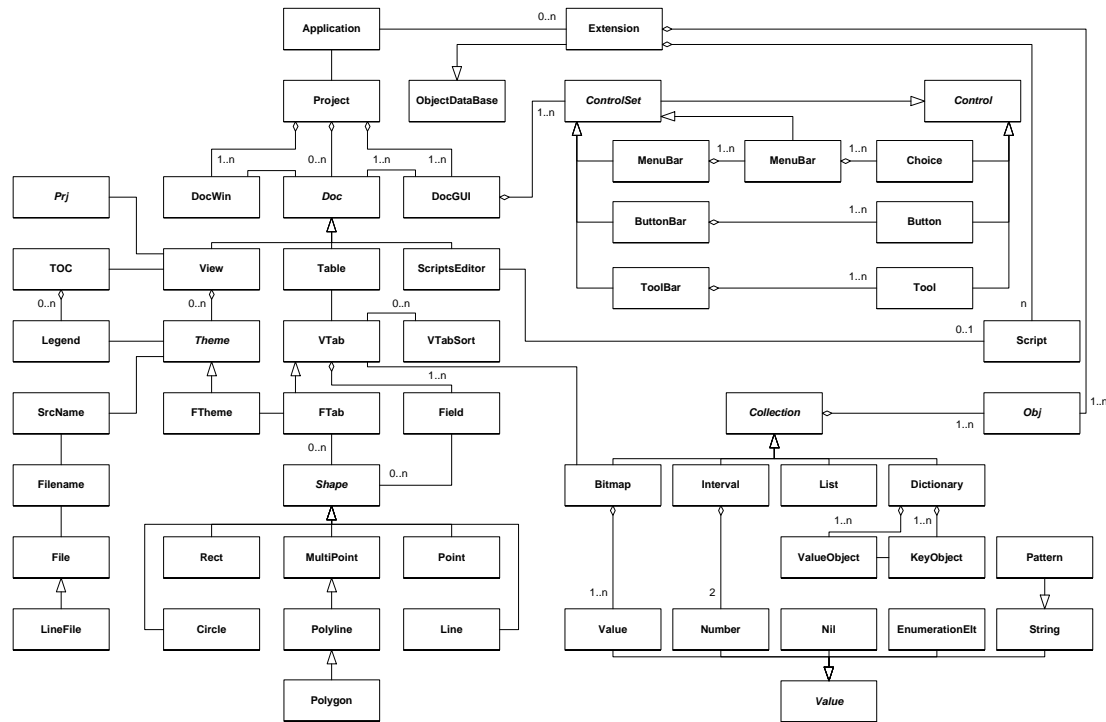 Application
0..n
Extension
Project
ObjectDataBase
1..n
ControlSet
Control
1..n
0..n
1..n
MenuBar
1..n
MenuBar
1..n
Choice
Prj
DocWin
1..n
Doc
1..n
DocGUI
ButtonBar
1..n
Button
TOC
View
Table
ScriptsEditor
ToolBar
1..n
Tool
0..n
0..n
0..n
n
Legend
Theme
VTab
VTabSort
0..1
Script
1..n
SrcName
FTheme
FTab
Field
Collection
1..n
Obj
1..n
0..n
0..n
Filename
Shape
Bitmap
Interval
List
Dictionary
1..n
1..n
File
Rect
MultiPoint
Point
ValueObject
KeyObject
Pattern
1..n
2
LineFile
Circle
Polyline
Line
Value
Number
Nil
EnumerationElt
String
Polygon
Value